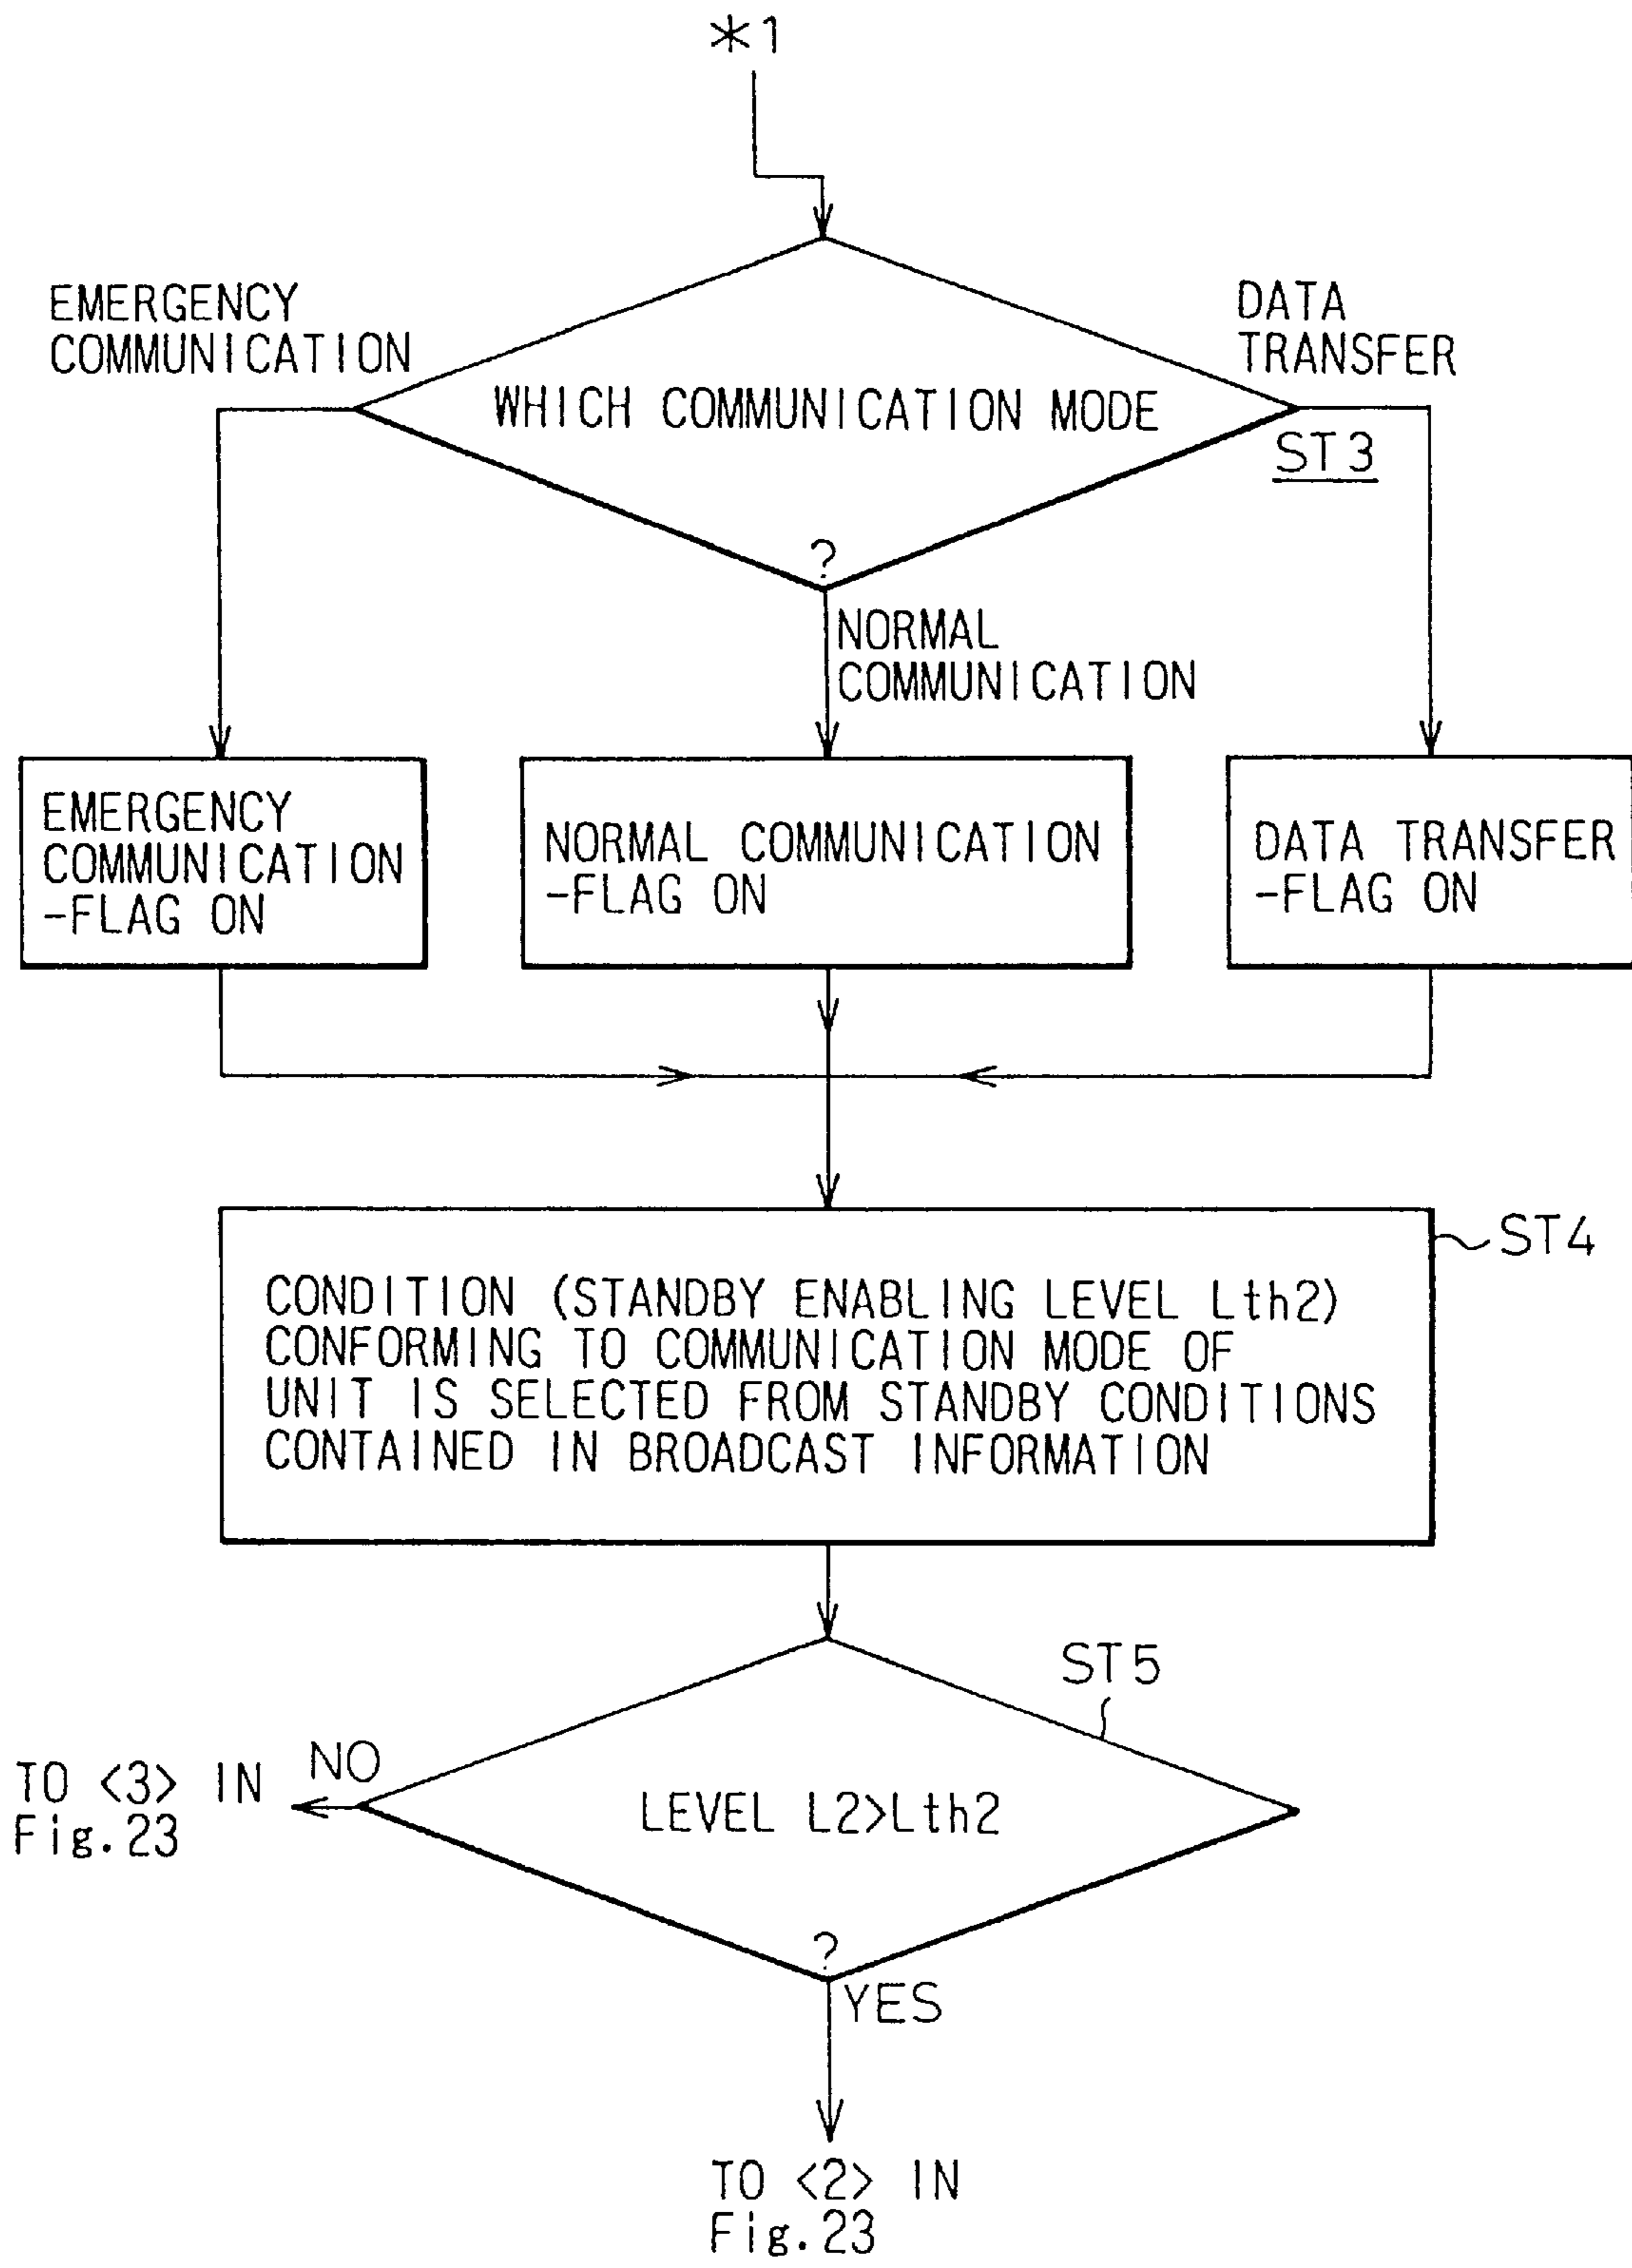 *1
EMERGENCY
COMMUNICATION
DATA
TRANSFER
WHICH COMMUNICATION MODE
ST3
?
NORMAL
COMMUNICATION
EMERGENCY
COMMUNICATION
-FLAG ON
NORMAL COMMUNICATION
-FLAG ON
DATA TRANSFER
-FLAG ON
ST4
CONDITION (STANDBY ENABLING LEVEL Lth2)
CONFORMING TO COMMUNICATION MODE OF
UNIT IS SELECTED FROM STANDBY CONDITIONS
CONTAINED IN BROADCAST INFORMATION
ST5
NO
TO <3> IN
Fig.23
LEVEL L2>Lth2
?
YES
TO <2> IN
Fig.23